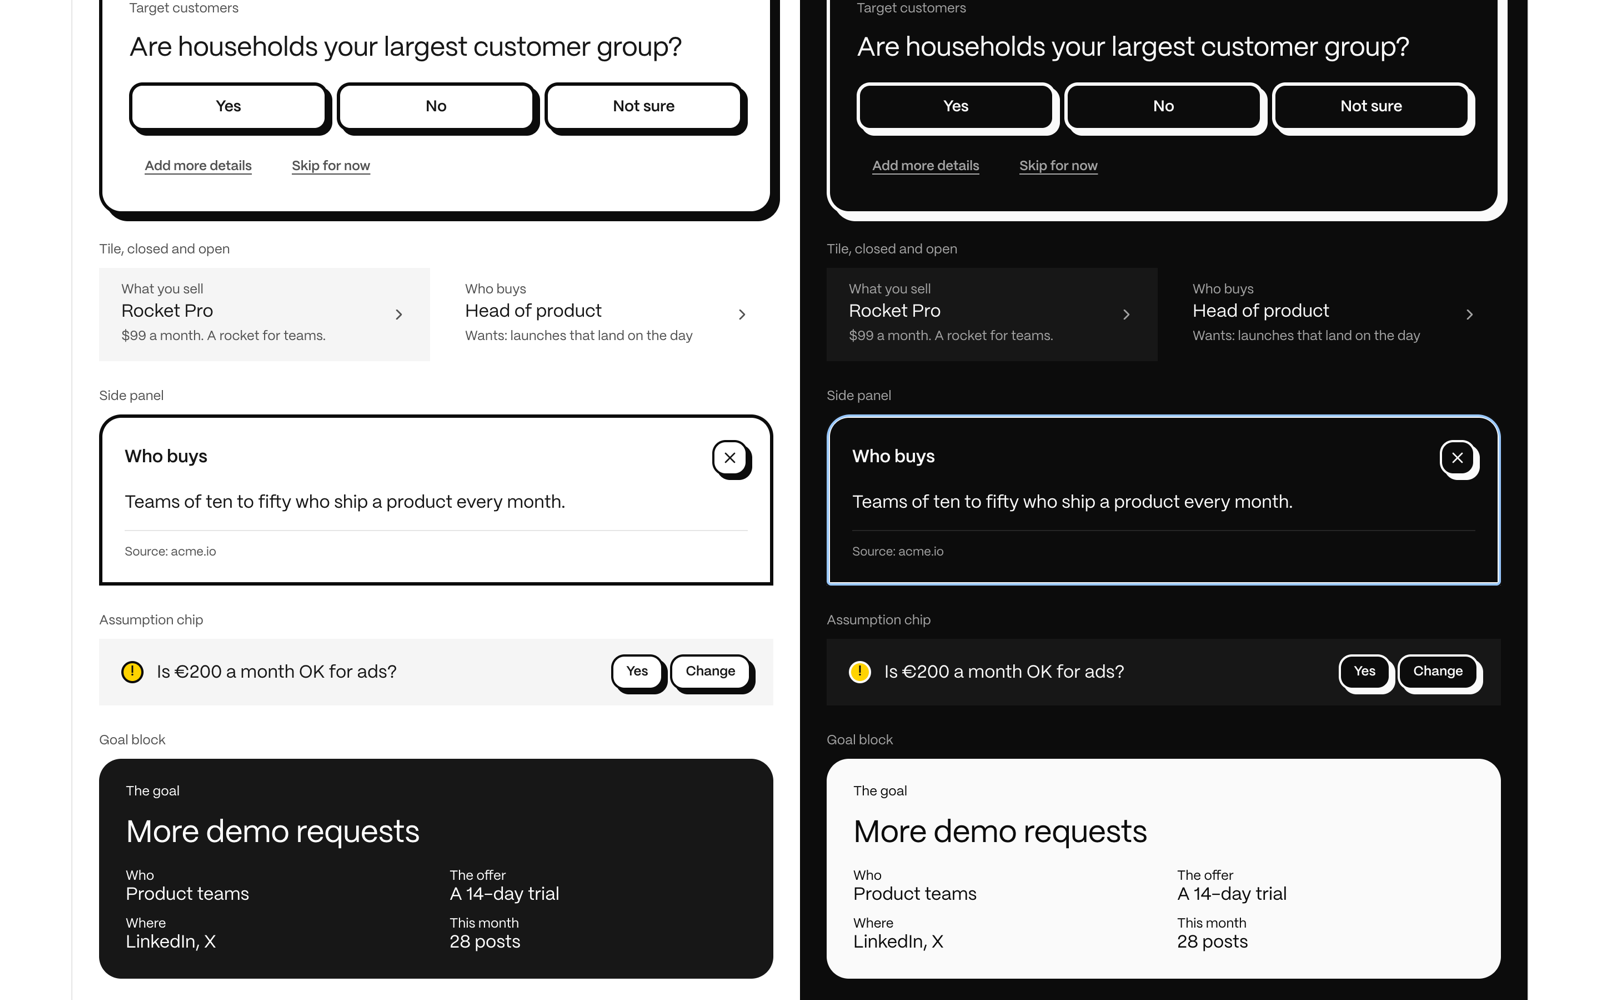 Target customers
Are households your largest customer group?
Yes
No
Not sure
Add more details
Skip for now
Tile, closed and open
What you sell
Rocket Pro
$99 a month. A rocket for teams.
Who buys
Head of product
Wants: launches that land on the day
Side panel
Who buys
Teams of ten to fifty who ship a product every month.
Source: acme.io
Assumption chip
! Is €200 a month OK for ads?
Yes
Change
Goal block
The goal
More demo requests
Who
Product teams
The offer
A 14-day trial
Where
LinkedIn, X
This month
28 posts
Target customers
Are households your largest customer group?
Yes
No
Not sure
Add more details
Skip for now
Tile, closed and open
What you sell
Rocket Pro
$99 a month. A rocket for teams.
Who buys
Head of product
Wants: launches that land on the day
Side panel
Who buys
Teams of ten to fifty who ship a product every month.
Source: acme.io
Assumption chip
! Is €200 a month OK for ads?
Yes
Change
Goal block
The goal
More demo requests
Who
Product teams
The offer
A 14-day trial
Where
LinkedIn, X
This month
28 posts